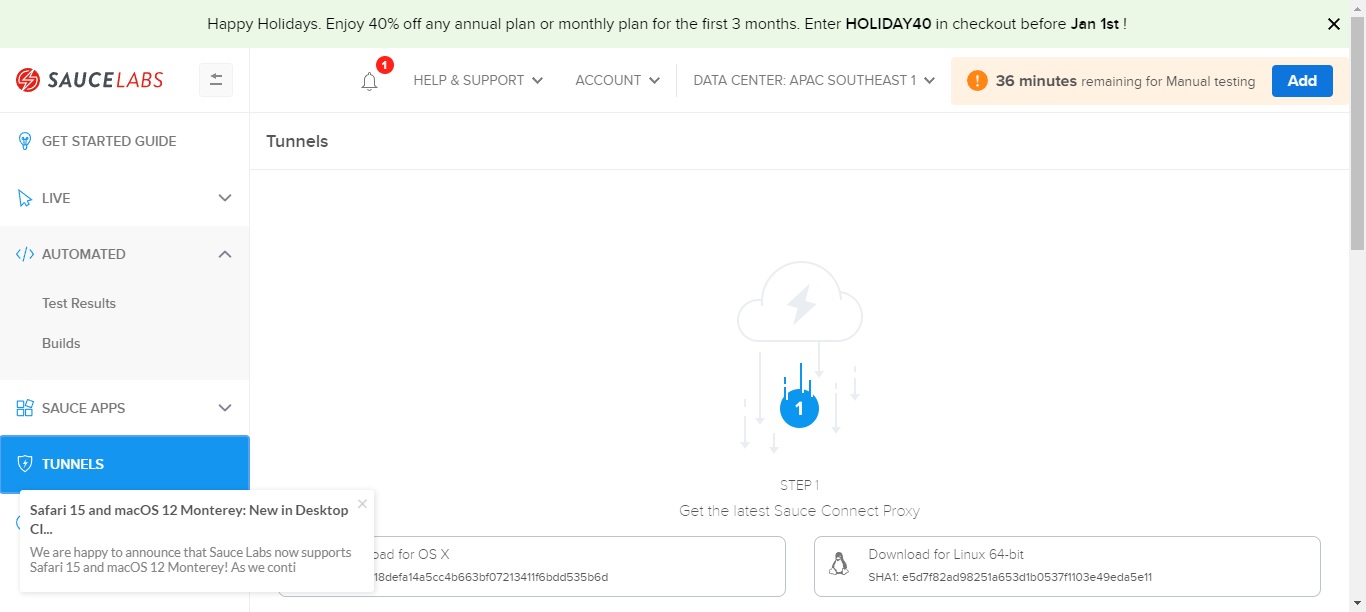 Happy Holidays. Enjoy 40% off any annual plan or monthly plan for the first 3 months. Enter HOLIDAY40 in checkout before Jan 1st !
SAUCELABS
1
HELP & SUPPORT
ACCOUNT
DATA CENTER: APAC SOUTHEAST 1
! 36 minutes remaining for Manual testing
Add
GET STARTED GUIDE
LIVE
AUTOMATED
Test Results
Builds
SAUCE APPS
TUNNELS
Safari 15 and macOS 12 Monterey: New in Desktop
Cl...
We are happy to announce that Sauce Labs now supports
Safari 15 and macOS 12 Monterey! As we conti
Tunnels
1
STEP 1
Get the latest Sauce Connect Proxy
for OS X
18defa14a5cc4b663bf07213411f6bdd535b6d
Download for Linux 64-bit
SHA1: e5d7f82ad98251a653d1b0537f1103e49eda5e11